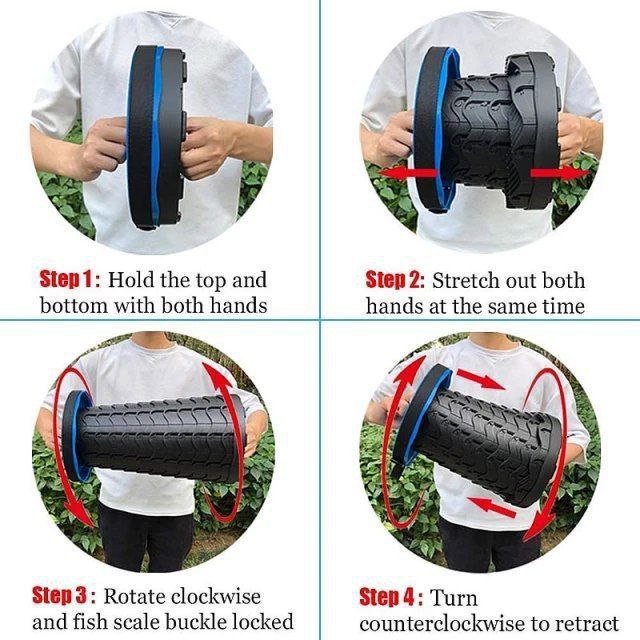 Step 1 : Hold the top and
bottom with both hands
Step 2: Stretch out both
hands at the same time
Step 3 : Rotate clockwise
and fish scale buckle locked
Step 4 : Turn
counterclockwise to retract